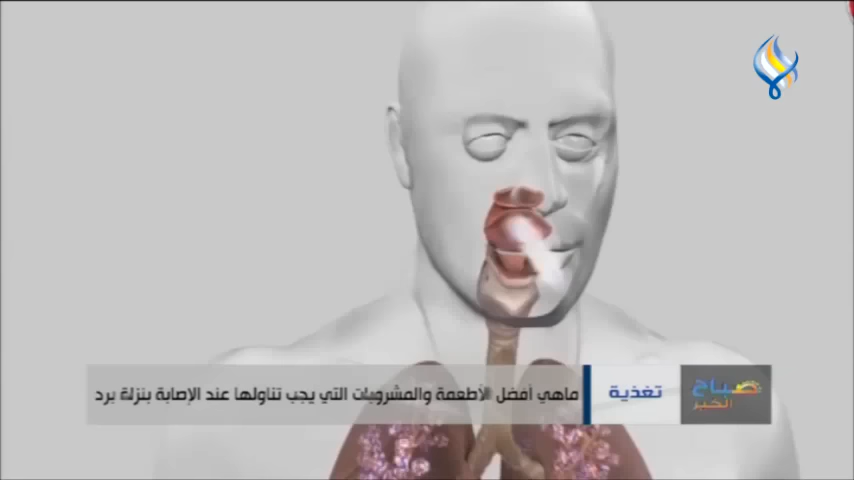 صباح
الخير
تغذية
ماهي أفضل الأطعمة والمشروبات التي يجب تناولها عند الإصابة بنزلة برد